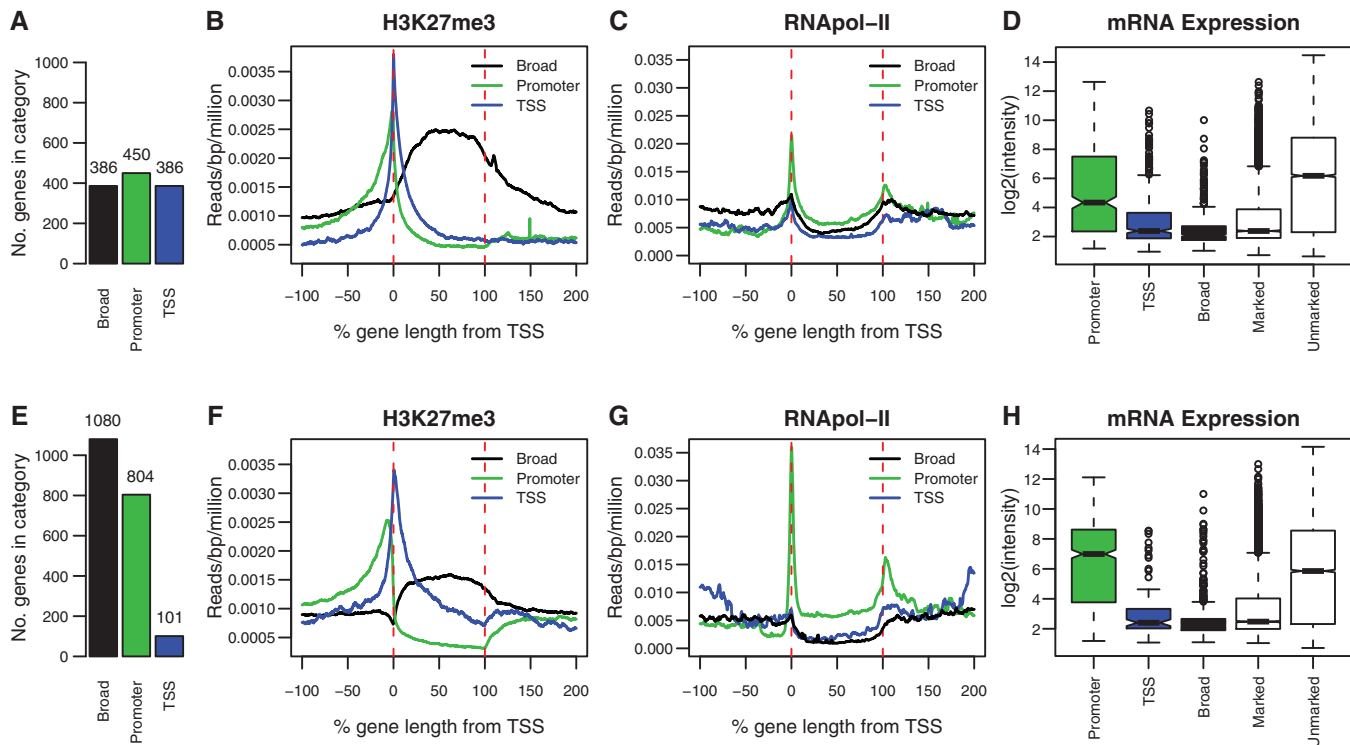 A
No. genes in category
1000
800
600
400
200
0
386
450
386
Broad
Promoter
TSS
B
H3K27me3
Reads/bp/million
0.0035
0.0030
0.0025
0.0020
0.0015
0.0010
0.0005
Broad
Promoter
TSS
−100 −50 0 50 100 150 200
% gene length from TSS
C
RNApol−II
Reads/bp/million
0.035
0.030
0.025
0.020
0.015
0.010
0.005
0.000
Broad
Promoter
TSS
−100 −50 0 50 100 150 200
% gene length from TSS
D
mRNA Expression
log2(intensity)
14
12
10
8
6
4
2
Promoter
TSS
Broad
Marked
Unmarked
E
No. genes in category
1000
800
600
400
200
0
1080
804
101
Broad
Promoter
TSS
F
H3K27me3
Reads/bp/million
0.0035
0.0030
0.0025
0.0020
0.0015
0.0010
0.0005
Broad
Promoter
TSS
−100 −50 0 50 100 150 200
% gene length from TSS
G
RNApol−II
Reads/bp/million
0.035
0.030
0.025
0.020
0.015
0.010
0.005
0.000
Broad
Promoter
TSS
−100 −50 0 50 100 150 200
% gene length from TSS
H
mRNA Expression
log2(intensity)
14
12
10
8
6
4
2
Promoter
TSS
Broad
Marked
Unmarked